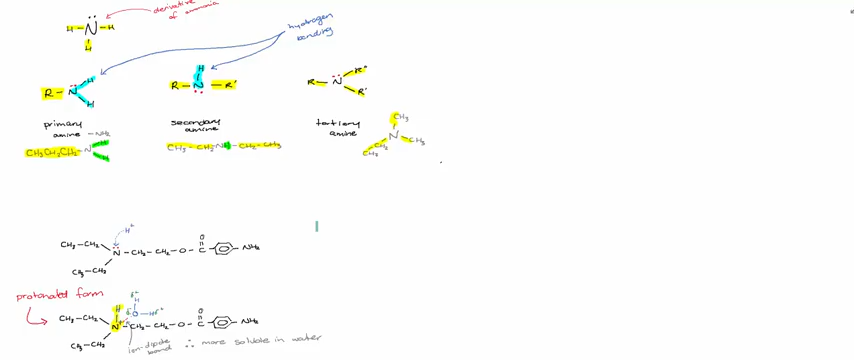 derivative
of ammonia
H-N-H
H
hydrogen
bonding
H
R-N
H
H
R-N-R'
R"
R-N
R'
primary
amine -NH2
secondary
amine
tertiary
amine
CH3CH2CH2-N
H
H
CH3-CH2-NH-CH2-CH3
CH3
N-CH3
CH2
CH3
H+
CH3-CH2
N-CH2-CH2-O-C-NH2
O
CH3-CH2
protonated form
H
δ-
O
H
δ+
H δ+
CH3-CH2
N+-CH2-CH2-O-C-NH2
O
CH3-CH2
ion-dipole
bond
∴ more soluble in water